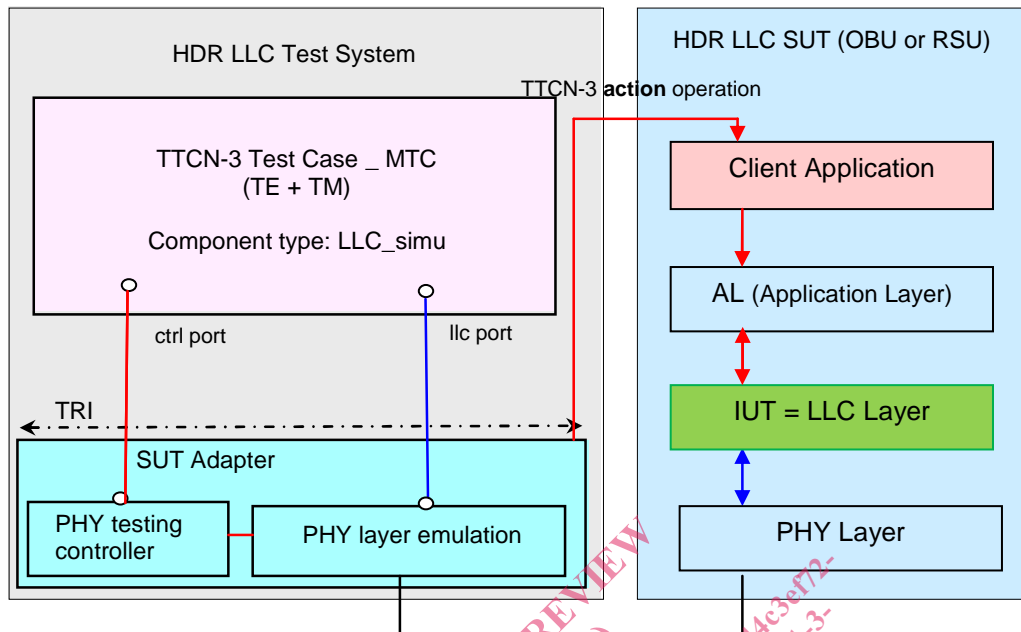 HDR LLC Test System
HDR LLC SUT (OBU or RSU)
TTCN-3 action operation
TTCN-3 Test Case _ MTC
(TE + TM)
Component type: LLC_simu
Client Application
AL (Application Layer)
ctrl port
llc port
TRI
IUT = LLC Layer
SUT Adapter
PHY testing
controller
PHY layer emulation
PHY Layer
REVIEW